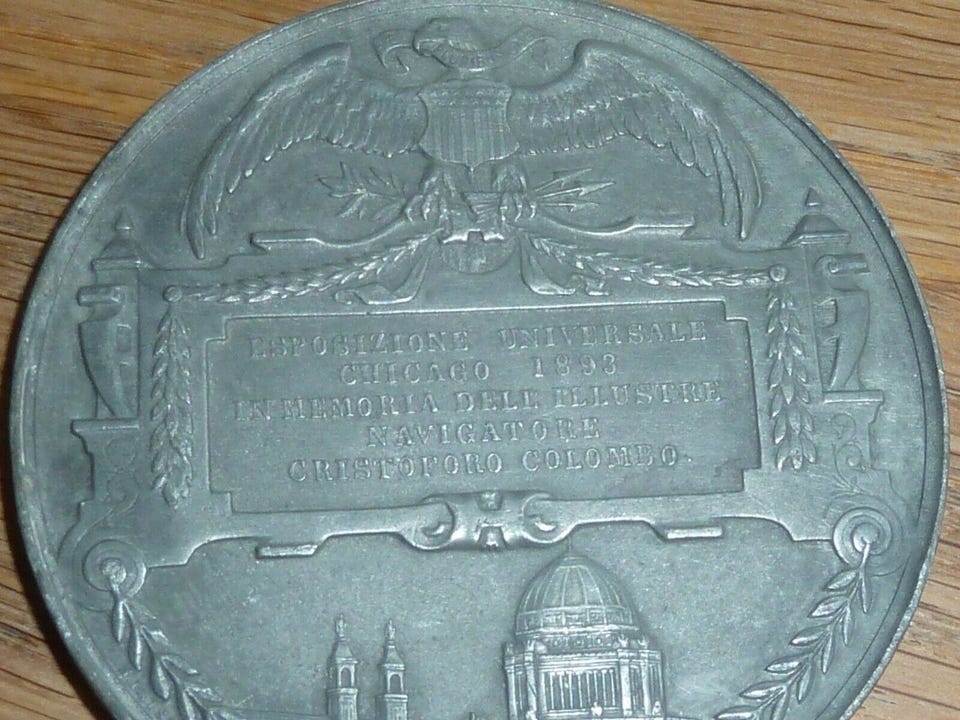 ESPOSIZIONE UNIVERSALE
CHICAGO 1893
IN MEMORIA DELL ILLUSTRE
NAVIGATORE
CRISTOFORO COLOMBO.